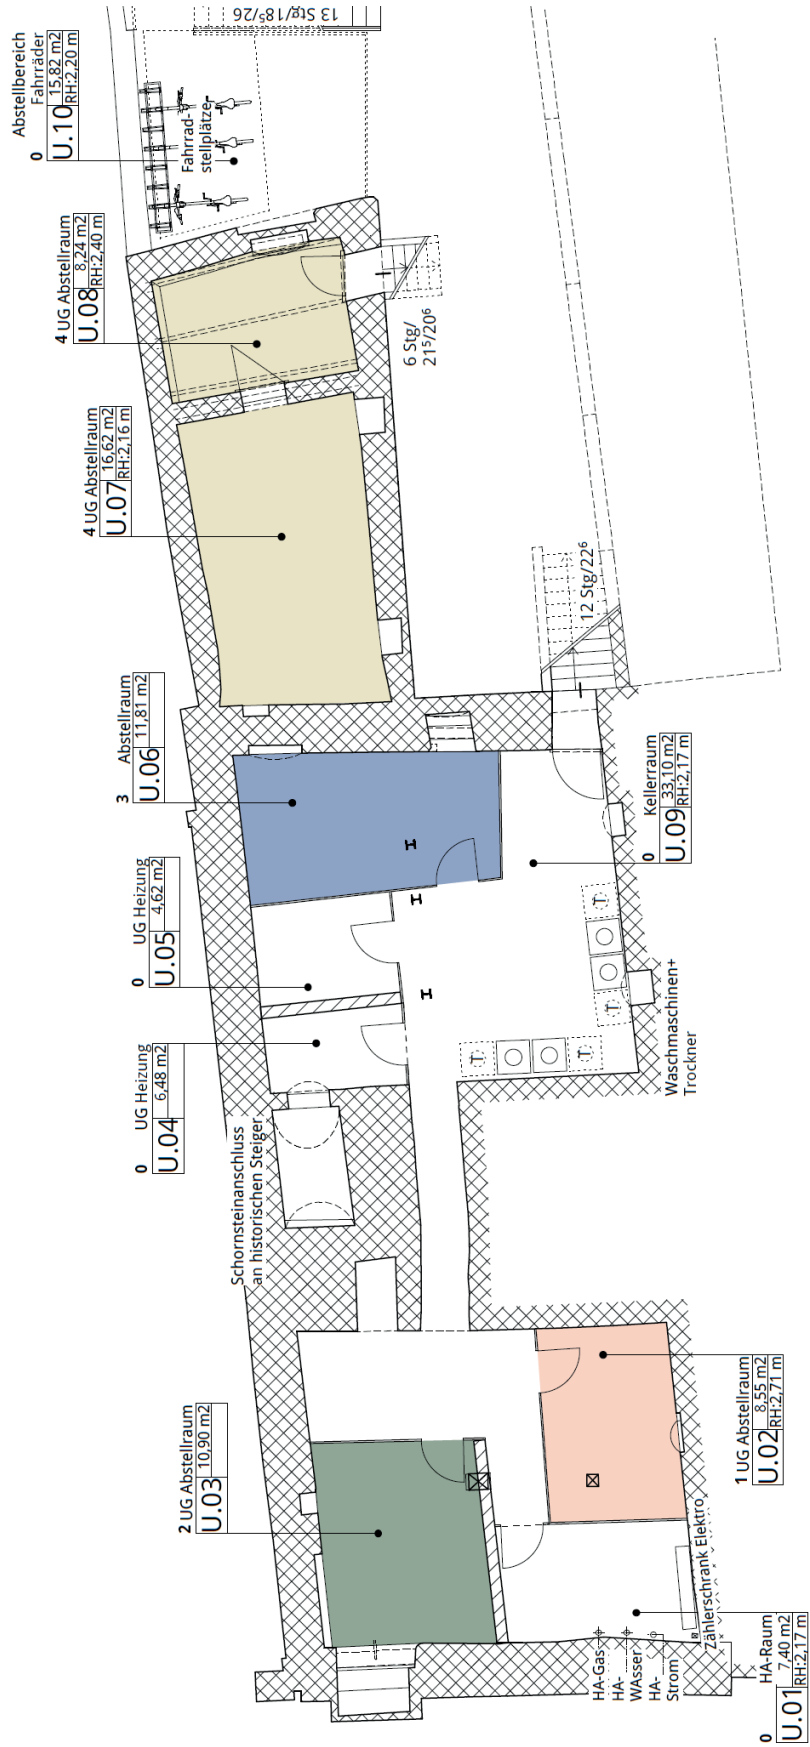 13 Stg/18⁵/26
Abstellbereich
Fahrräder
0
U.10
15,82 m2
RH:2,20 m
Fahrrad-
stellplätze
4 UG Abstellraum
U.08
8,24 m2
RH:2,40 m
6 Stg/
21⁵/20⁶
4 UG Abstellraum
U.07
16,62 m2
RH:2,16 m
12 Stg/22⁶
3
Abstellraum
U.06
11,81 m2
0
Kellerraum
U.09
33,10 m2
RH:2,17 m
0
UG Heizung
U.05
4,62 m2
T
T
T
T
Waschmaschinen+
Trockner
0
UG Heizung
U.04
6,48 m2
Schornsteinanschluss
an historischen Steiger
2 UG Abstellraum
U.03
10,90 m2
1 UG Abstellraum
U.02
8,55 m2
RH:2,71 m
Zählerschrank Elektro
HA-Gas
HA-
WAsser
HA-
Strom
0
HA-Raum
U.01
7,40 m2
RH:2,17 m